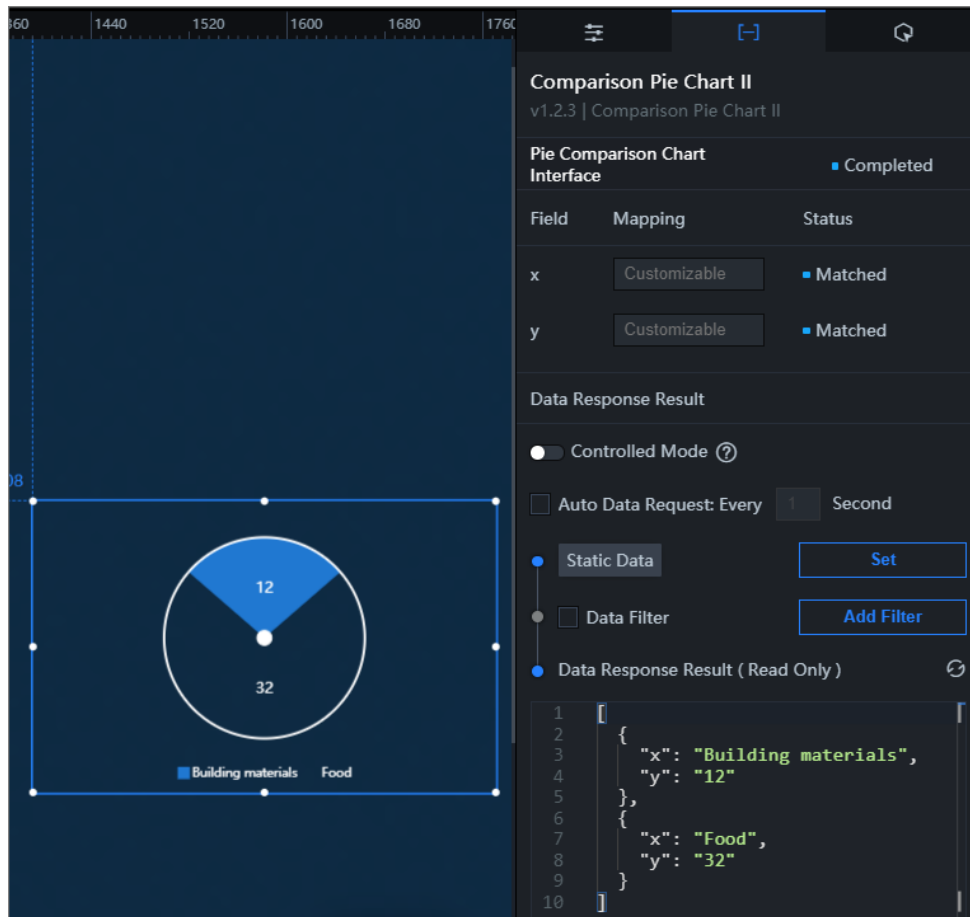 1440 1520 1600 1680
12
32
Building materials Food
Comparison Pie Chart II
v1.2.3 | Comparison Pie Chart II
Pie Comparison Chart
Interface
Completed
Field Mapping Status
x Customizable Matched
y Customizable Matched
Data Response Result
Controlled Mode ?
Auto Data Request: Every 1 Second
Static Data Set
Data Filter Add Filter
Data Response Result ( Read Only )
1 [
2 {
3 "x": "Building materials",
4 "y": "12"
5 },
6 {
7 "x": "Food",
8 "y": "32"
9 }
10 ]